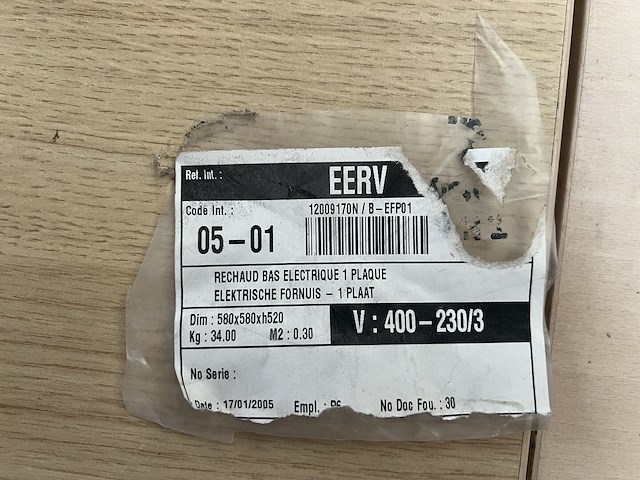 Ref. Int. : EERV
Code Int. : 12009170N / B-EFP01
05-01
RECHAUD BAS ELECTRIQUE 1 PLAQUE
ELEKTRISCHE FORNUIS - 1 PLAAT
Dim : 580x580xh520
Kg : 34.00 M2 : 0.30
V : 400-230/3
No Serie :
Date : 17/01/2005 Empl. : No Doc Fou. : 30